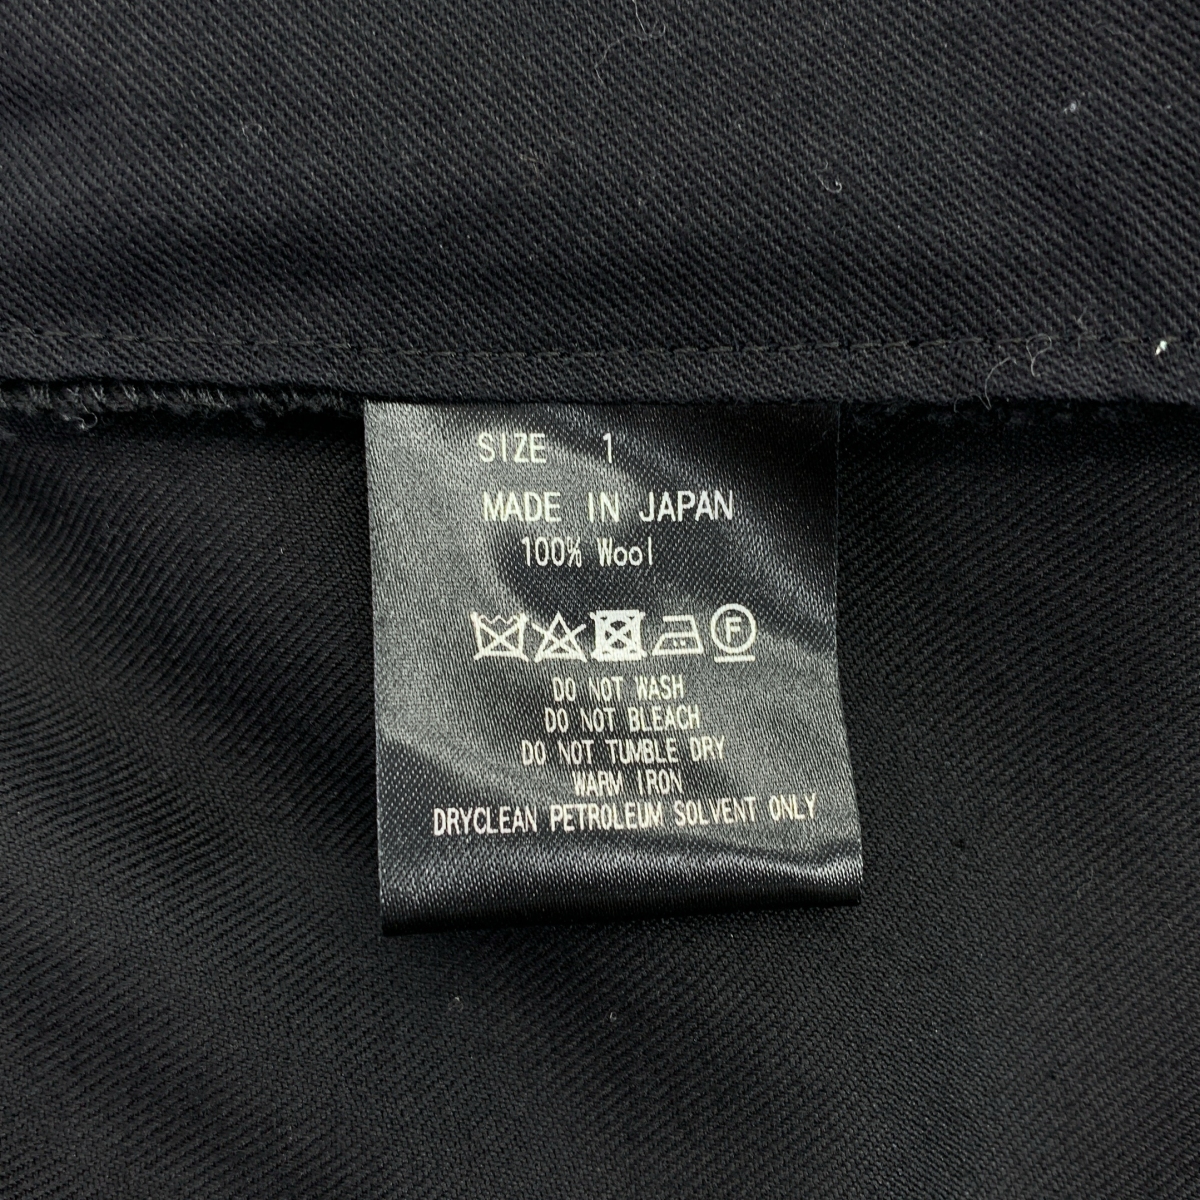 SIZE 1
MADE IN JAPAN
100% Wool
F
DO NOT WASH
DO NOT BLEACH
DO NOT TUMBLE DRY
WARM IRON
DRYCLEAN PETROLEUM SOLVENT ONLY